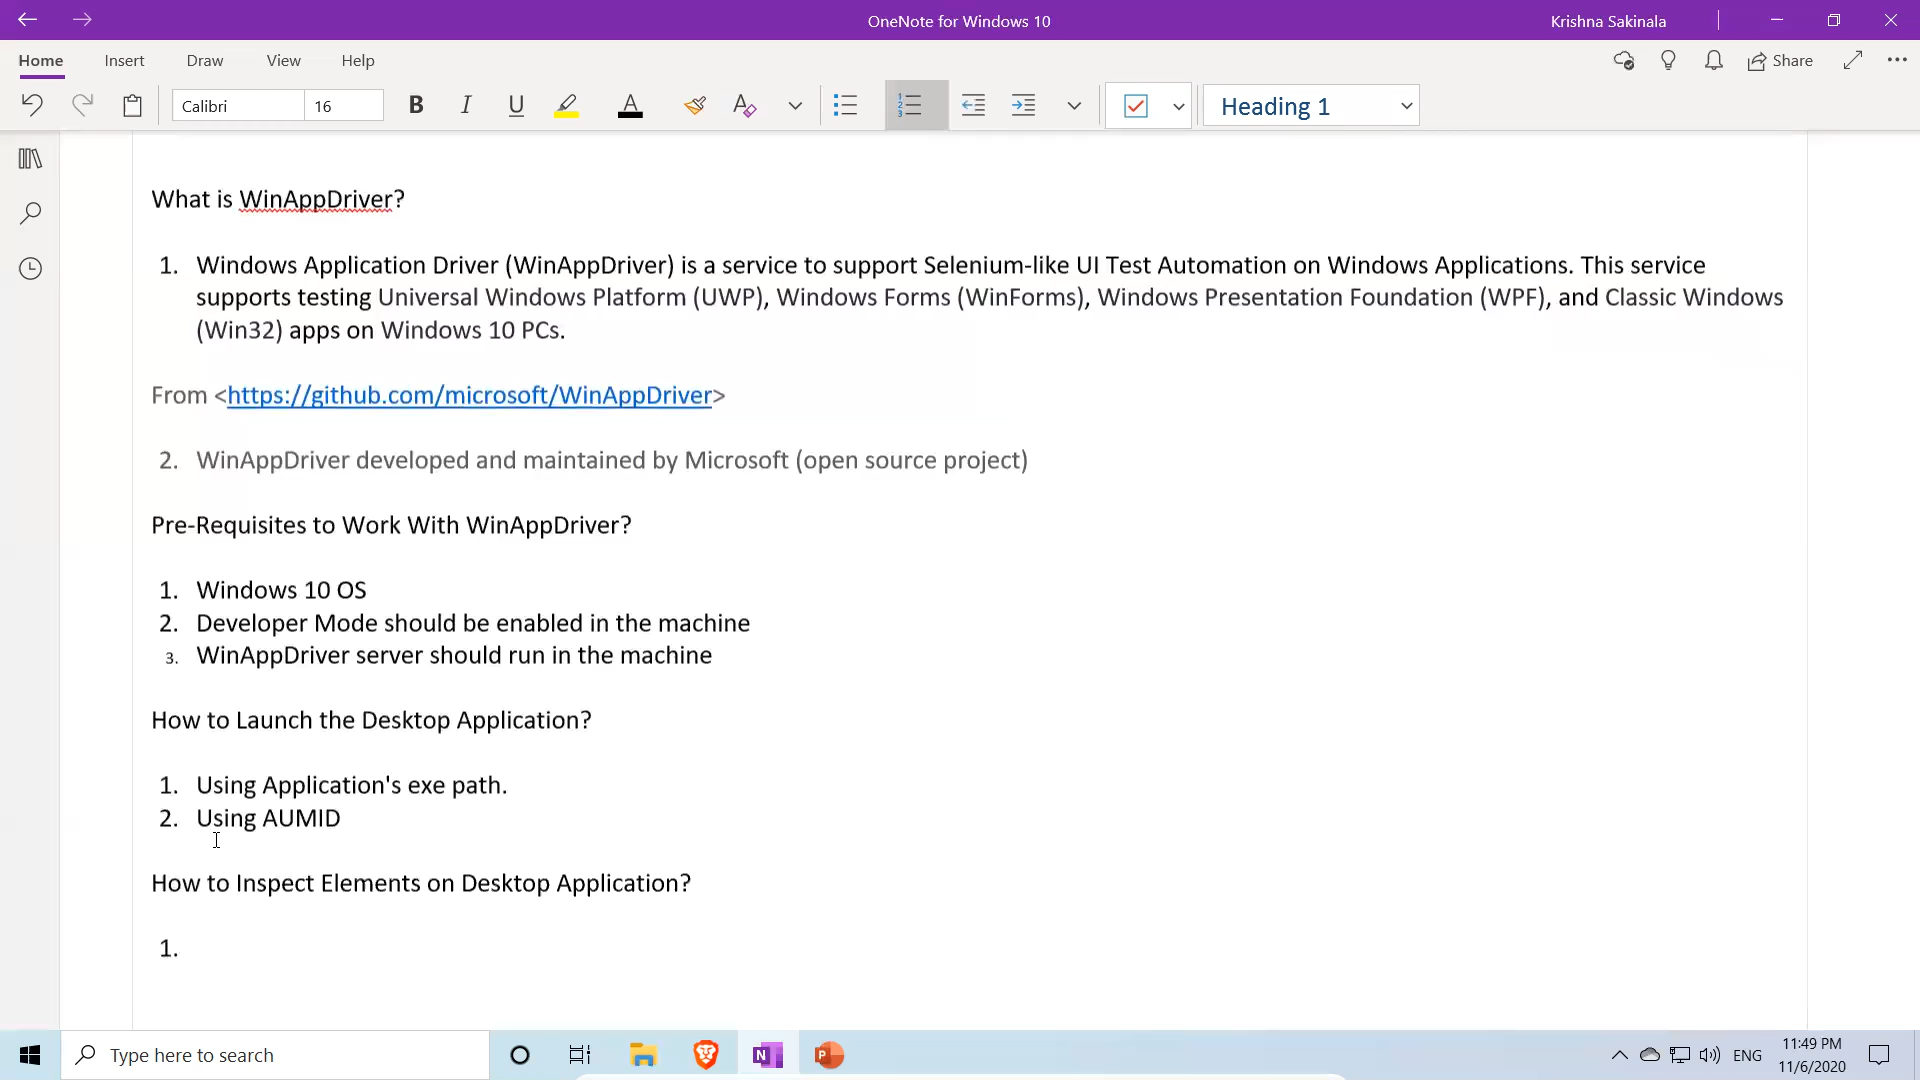 OneNote for Windows 10
Krishna Sakinala
Home Insert Draw View Help
Share
Calibri 16 B I U A
Heading 1
What is WinAppDriver?
1. Windows Application Driver (WinAppDriver) is a service to support Selenium-like UI Test Automation on Windows Applications. This service
supports testing Universal Windows Platform (UWP), Windows Forms (WinForms), Windows Presentation Foundation (WPF), and Classic Windows
(Win32) apps on Windows 10 PCs.
From <https://github.com/microsoft/WinAppDriver>
2. WinAppDriver developed and maintained by Microsoft (open source project)
Pre-Requisites to Work With WinAppDriver?
1. Windows 10 OS
2. Developer Mode should be enabled in the machine
3. WinAppDriver server should run in the machine
How to Launch the Desktop Application?
1. Using Application's exe path.
2. Using AUMID
How to Inspect Elements on Desktop Application?
1.
Type here to search
ENG
11:49 PM
11/6/2020